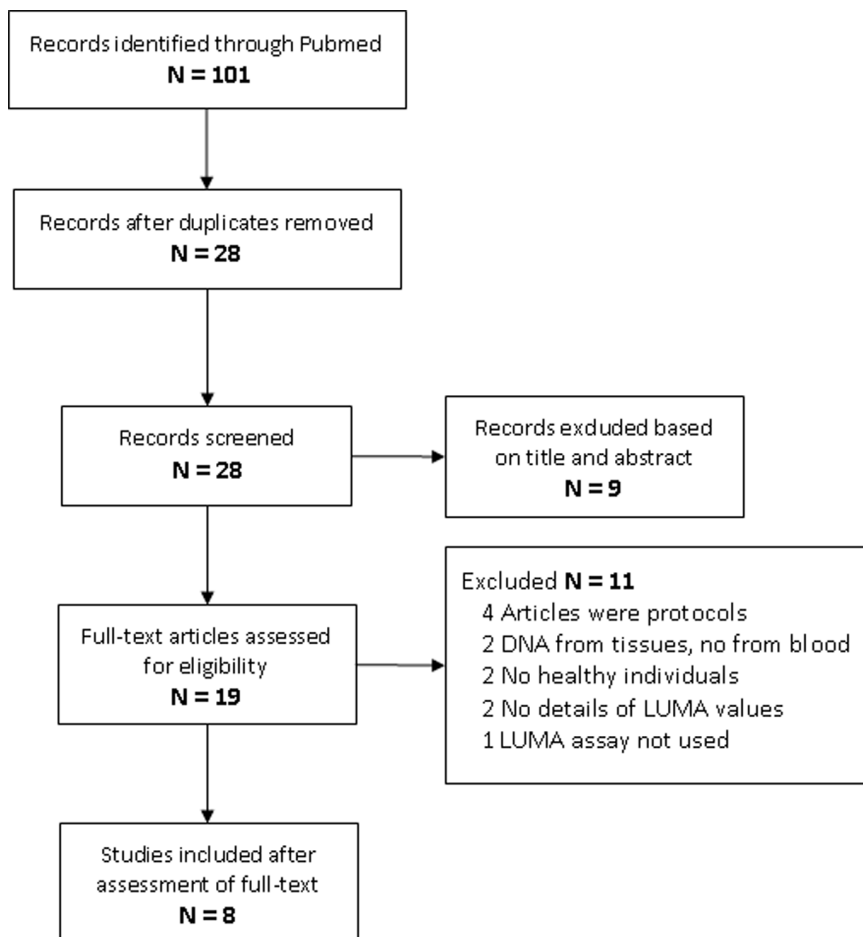 Records identified through Pubmed
N = 101
Records after duplicates removed
N = 28
Records screened
N = 28
Records excluded based
on title and abstract
N = 9
Full-text articles assessed
for eligibility
N = 19
Excluded N = 11
4 Articles were protocols
2 DNA from tissues, no from blood
2 No healthy individuals
2 No details of LUMA values
1 LUMA assay not used
Studies included after
assessment of full-text
N = 8